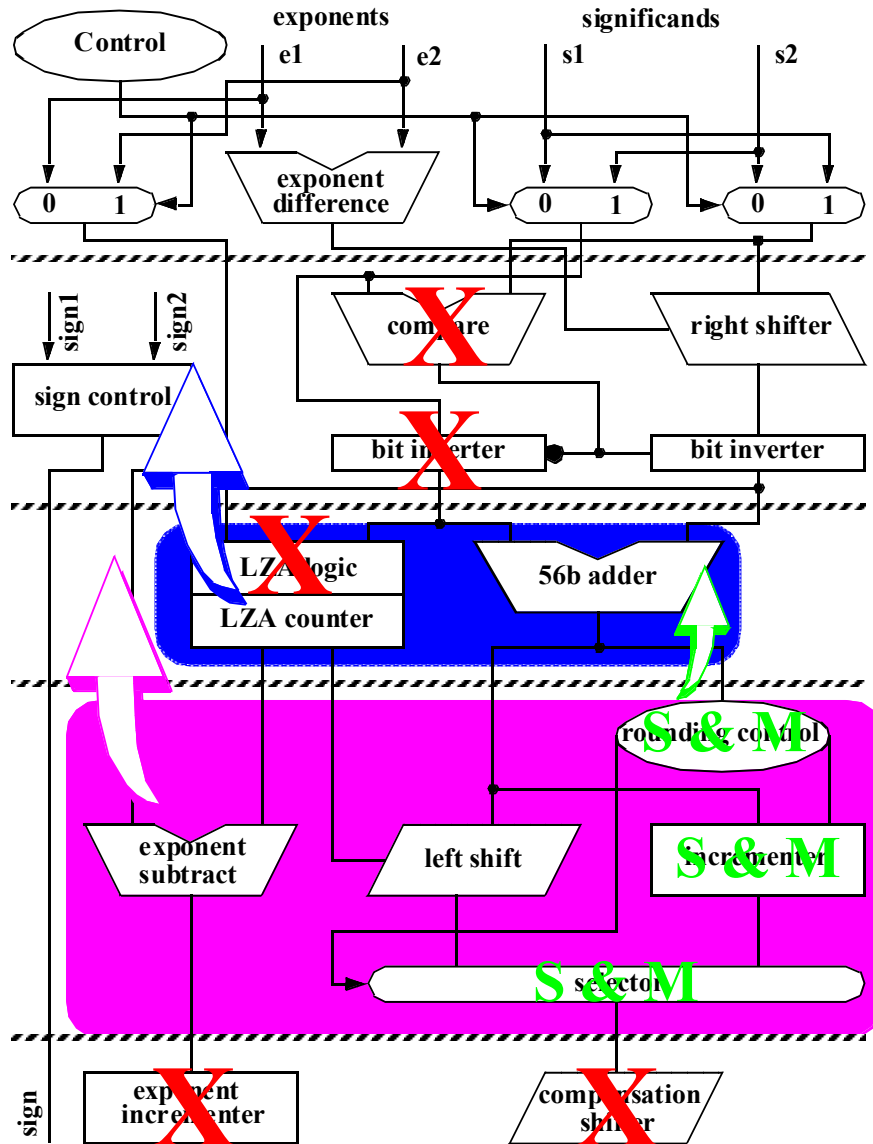 exponents
significands
Control
e1
e2
s1
s2
exponent
difference
0 1
0 1
0 1
sign1
sign2
compare
X
right shifter
sign control
bit inverter
X
bit inverter
LZA logic
X
LZA counter
56b adder
rounding control
S & M
exponent
subtract
left shift
incrementer
S & M
selector
S & M
sign
exponent
incrementer
X
compensation
shifter
X